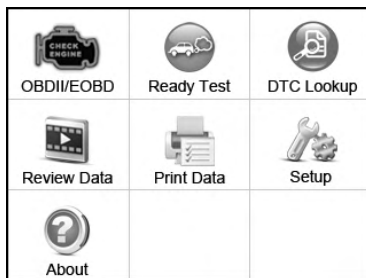 CHECK
ENGINE
OBDII/EOBD
Ready Test
DTC Lookup
Review Data
Print Data
Setup
About